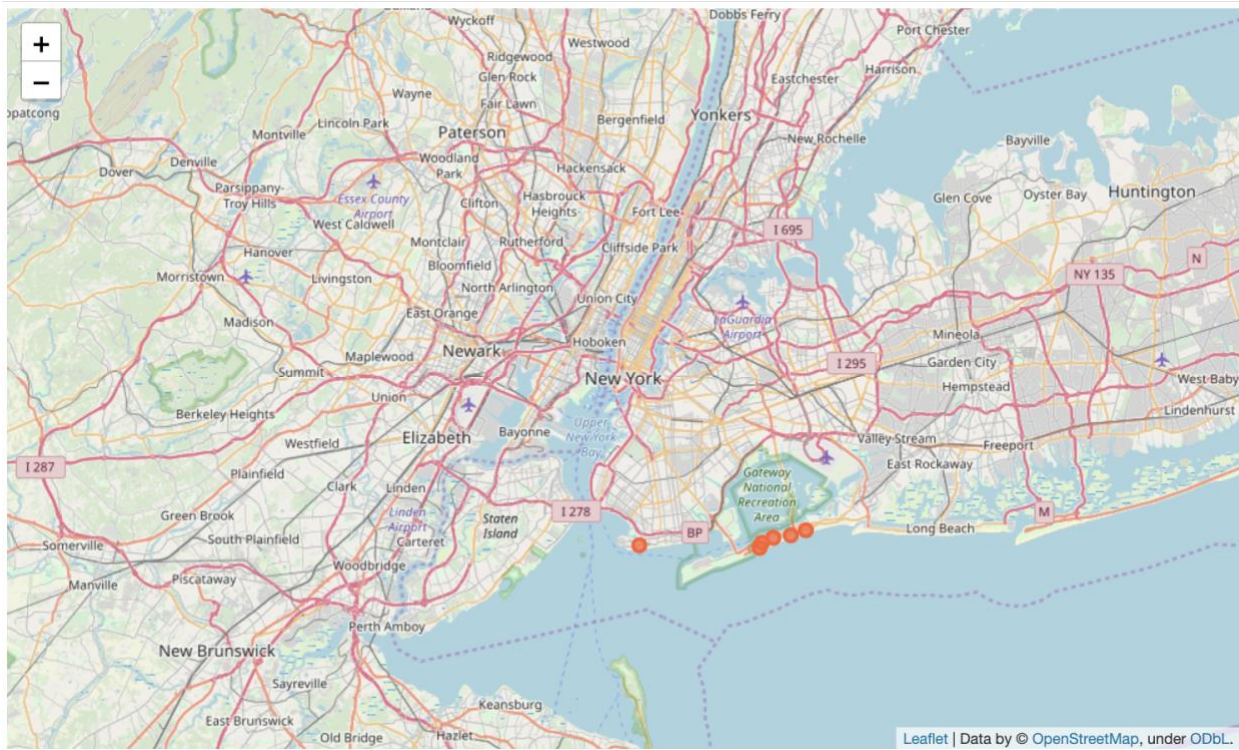 +
−
Wyckoff
Dobbs Ferry
Port Chester
Ridgewood
Westwood
Glen Rock
Eastchester
Harrison
opatcong
Wayne
Fair Lawn
Bergenfield
Yonkers
Montville
Lincoln Park
Paterson
New Rochelle
Bayville
Denville
Dover
Woodland
Park
Hackensack
Parsippany-
Troy Hills
Essex County
Airport
Hasbrouck
Heights
Clifton
Fort Lee
Glen Cove
Oyster Bay
Huntington
West Caldwell
I 695
Hanover
Montclair
Rutherford
Cliffside Park
N
Livingston
Bloomfield
NY 135
Morristown
North Arlington
Union City
Madison
East Orange
LaGuardia
Airport
Hoboken
Mineola
Maplewood
Newark
Summit
New York
I 295
Garden City
Union
Hempstead
West Baby
Berkeley Heights
Lindenhurst
Elizabeth
Bayonne
Upper
New York
Bay
Westfield
Valley Stream
Freeport
I 287
Plainfield
Clark
Linden
East Rockaway
Gateway
National
Recreation
Area
Green Brook
Linden
Airport
I 278
M
South Plainfield
Staten
Island
BP
Long Beach
Somerville
Carteret
Manville
Piscataway
Woodbridge
Perth Amboy
New Brunswick
Sayreville
Keansburg
East Brunswick
Old Bridge
Hazlet
Leaflet | Data by © OpenStreetMap, under ODbL.